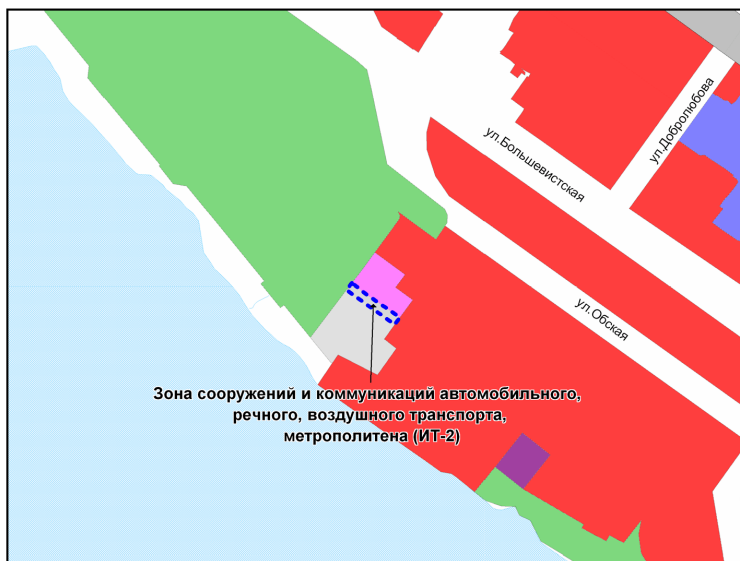 ул.Добролюбова
ул.Большевистская
ул.Обская
Зона сооружений и коммуникаций автомобильного,
речного, воздушного транспорта,
метрополитена (ИТ-2)